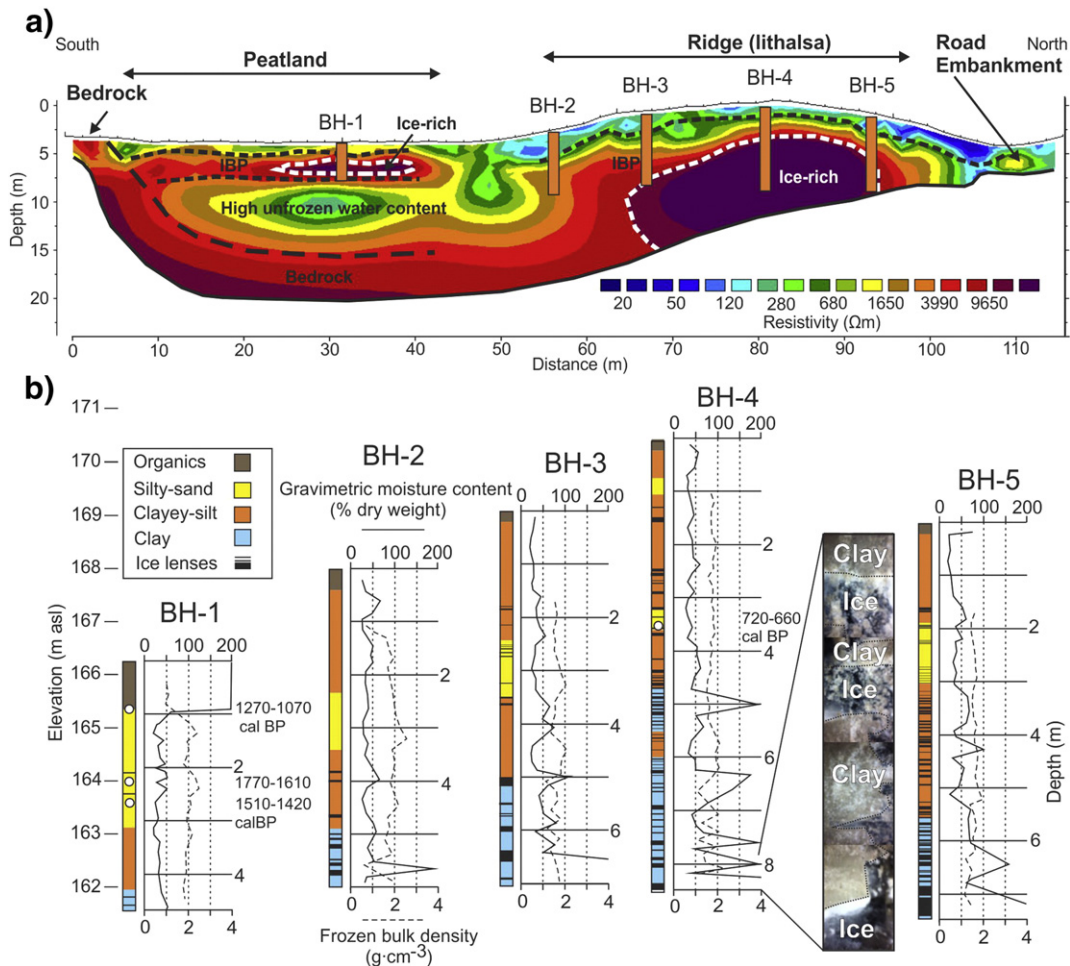 a)
South
North
Peatland
Ridge (lithalsa)
Road
Embankment
Bedrock
BH-1
Ice-rich
BH-2
BH-3
BH-4
BH-5
IBP
IBP
Ice-rich
High unfrozen water content
Bedrock
Depth (m)
0
5
10
15
20
20 50 120 280 680 1650 3990 9650
Resistivity (Ωm)
0 10 20 30 40 50 60 70 80 90 100 110
Distance (m)
b)
Elevation (m asl)
171
170
169
168
167
166
165
164
163
162
Organics
Silty-sand
Clayey-silt
Clay
Ice lenses
BH-1
0 100 200
1270-1070
cal BP
2
1770-1610
1510-1420
calBP
4
0 2 4
BH-2
Gravimetric moisture content
(% dry weight)
0 100 200
2
4
0 2 4
Frozen bulk density
(g·cm-3)
BH-3
0 100 200
2
4
6
0 2 4
BH-4
0 100 200
2
720-660
cal BP
4
6
8
0 2 4
Clay
Ice
Clay
Ice
Clay
Ice
BH-5
0 100 200
2
4
6
0 2 4
Depth (m)